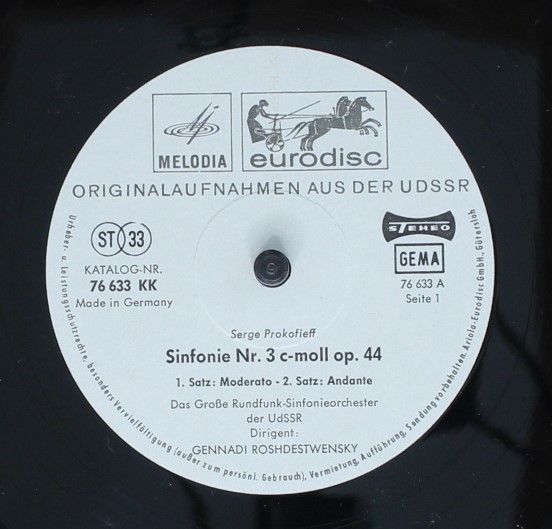 MELODIA
eurodisc
ORIGINALAUFNAHMEN AUS DER UDSSR
ST 33
STEREO
KATALOG-NR.
76 633 KK
Made in Germany
GEMA
76 633 A
Seite 1
Serge Prokofieff
Sinfonie Nr. 3 c-moll op. 44
1. Satz: Moderato - 2. Satz: Andante
Das Große Rundfunk-Sinfonieorchester
der UdSSR
Dirigent:
GENNADI ROSHDESTWENSKY
Urheber- u. Leistungsschutzrechte, besonders Vervielfältigung (außer zum persönl. Gebrauch), Vermietung, Aufführung, Sendung vorbehalten. Ariola-Eurodisc GmbH., Gütersloh